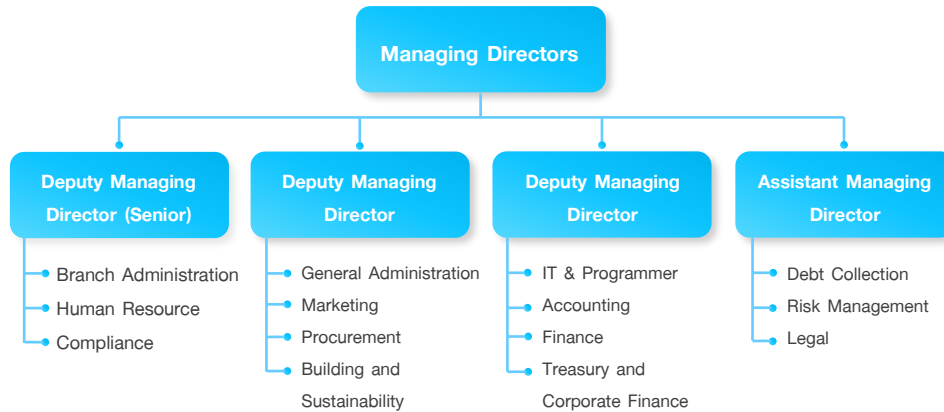 Managing Directors
Deputy Managing
Director (Senior)
Branch Administration
Human Resource
Compliance
Deputy Managing
Director
General Administration
Marketing
Procurement
Building and
Sustainability
Deputy Managing
Director
IT & Programmer
Accounting
Finance
Treasury and
Corporate Finance
Assistant Managing
Director
Debt Collection
Risk Management
Legal